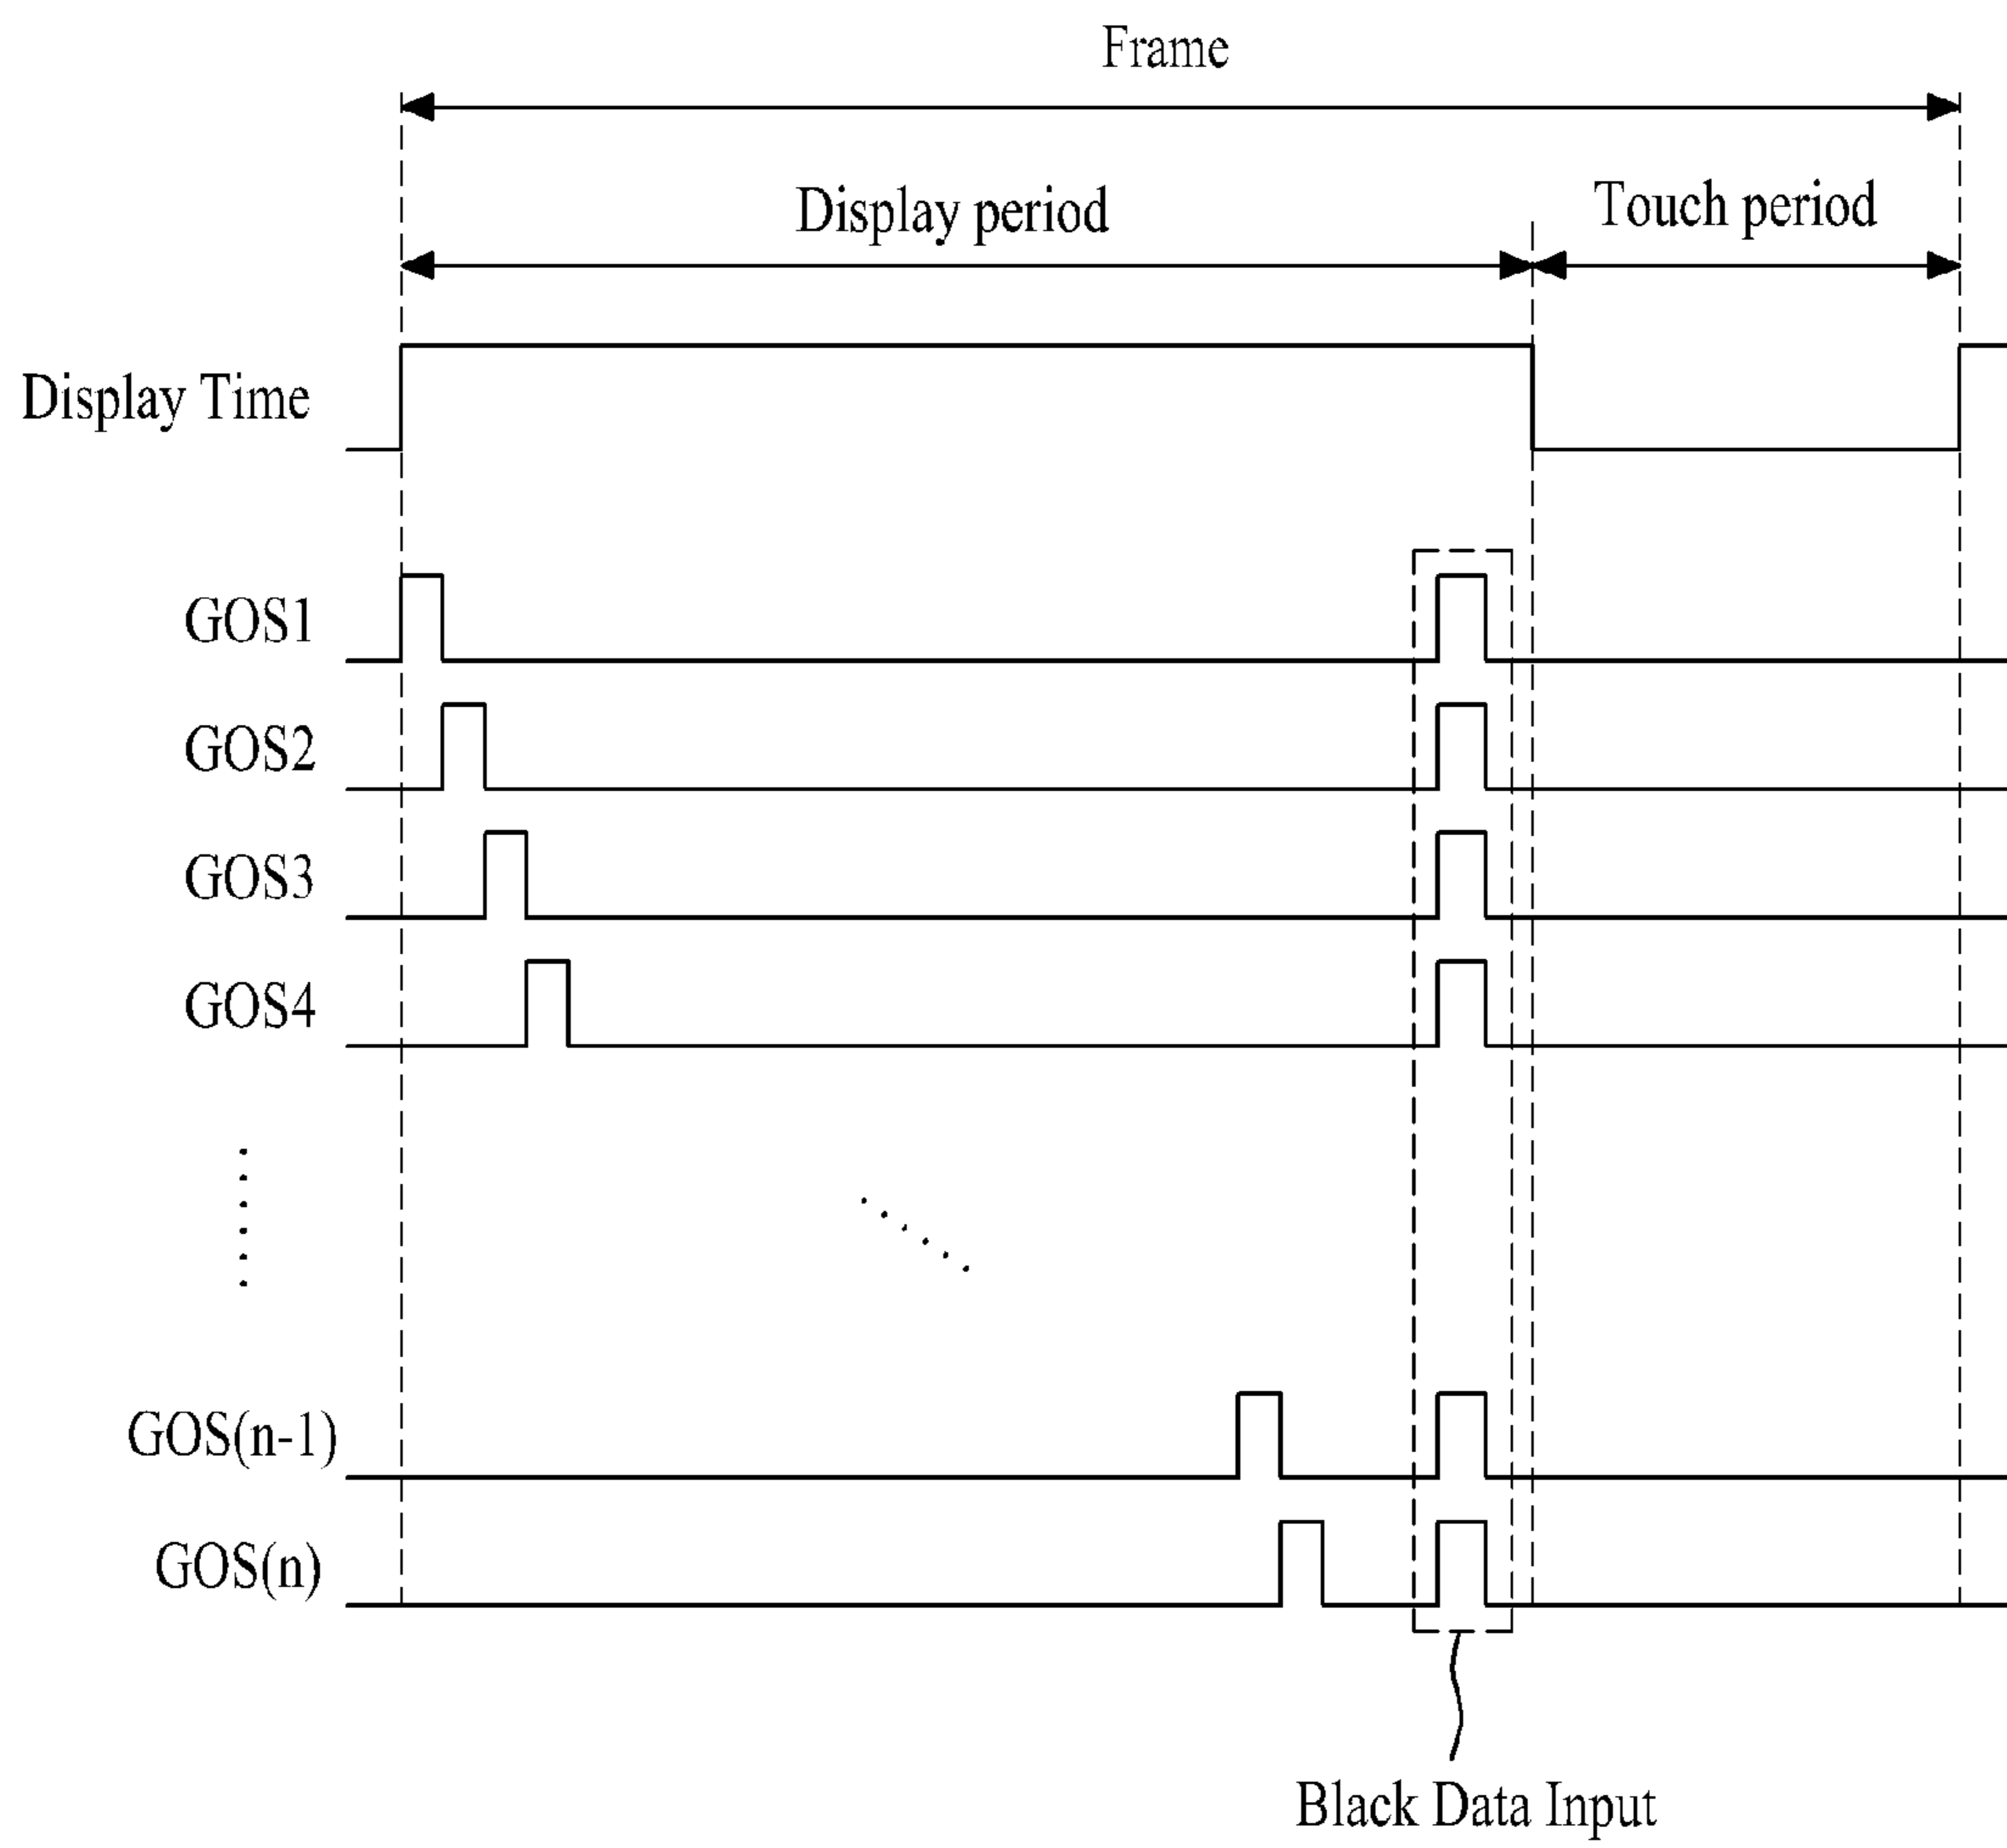 Frame
Display period
Touch period
Display Time
GOS1
GOS2
GOS3
GOS4
GOS(n-1)
GOS(n)
Black Data Input